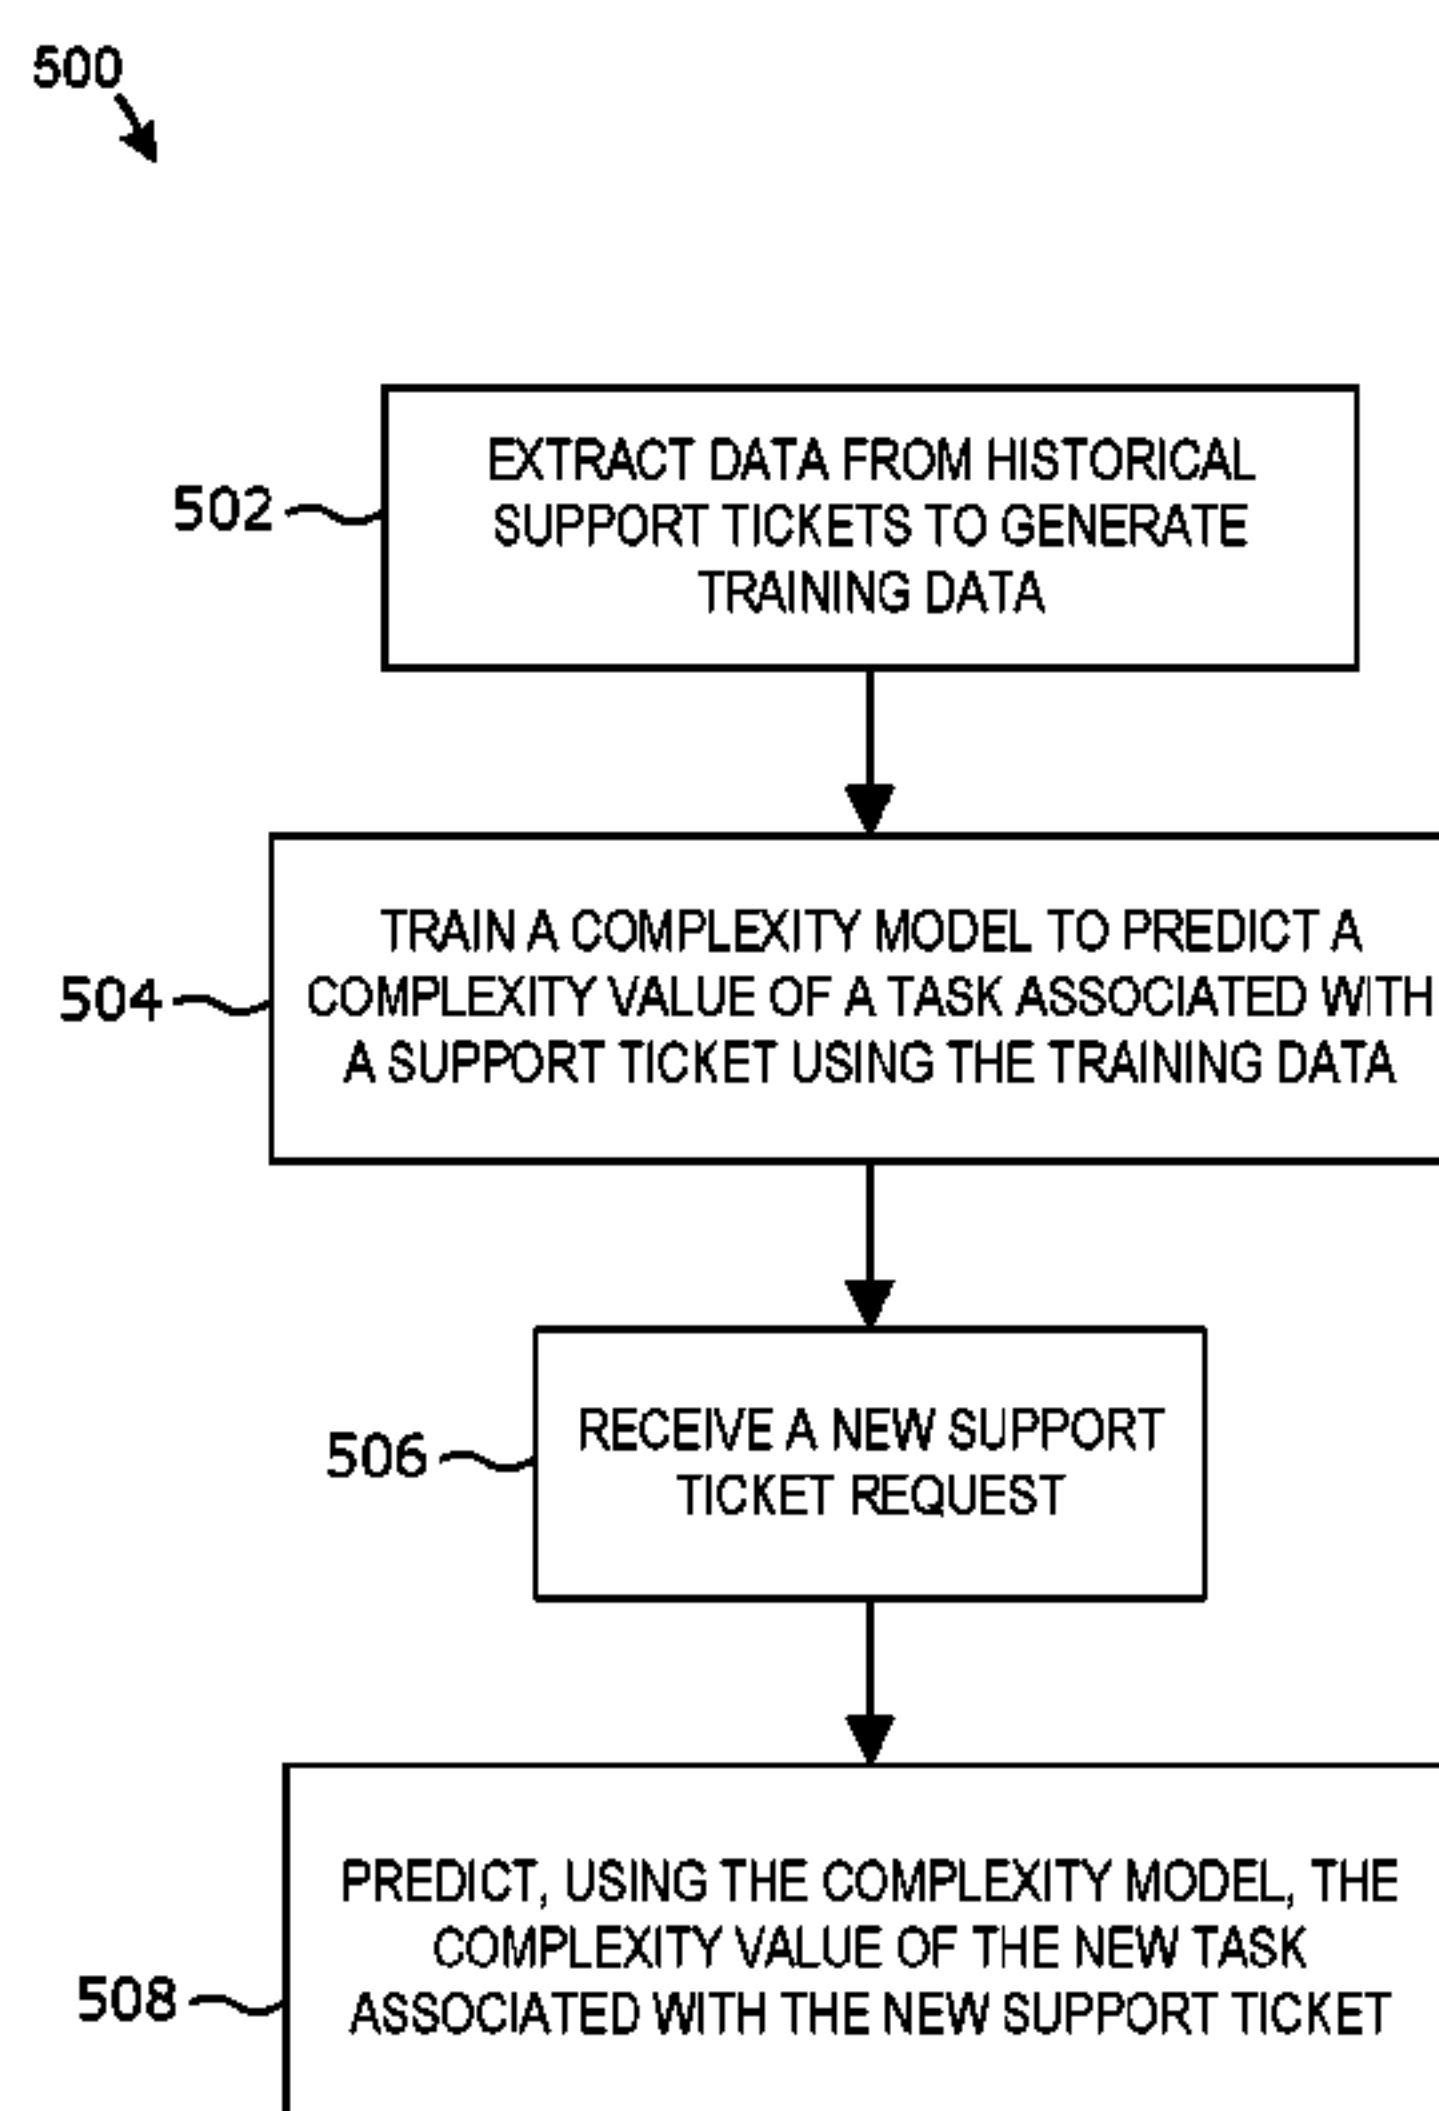 500
502
EXTRACT DATA FROM HISTORICAL
SUPPORT TICKETS TO GENERATE
TRAINING DATA
504
TRAIN A COMPLEXITY MODEL TO PREDICT A
COMPLEXITY VALUE OF A TASK ASSOCIATED WITH
A SUPPORT TICKET USING THE TRAINING DATA
506
RECEIVE A NEW SUPPORT
TICKET REQUEST
508
PREDICT, USING THE COMPLEXITY MODEL, THE
COMPLEXITY VALUE OF THE NEW TASK
ASSOCIATED WITH THE NEW SUPPORT TICKET